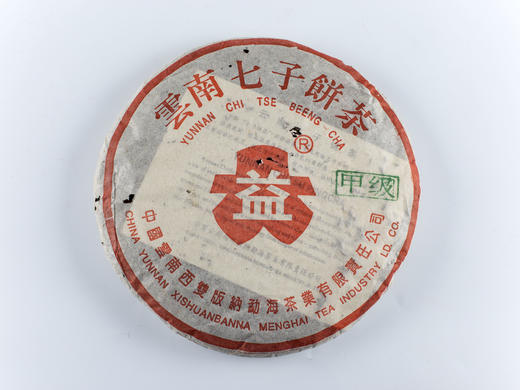 雲南七子餅茶
YUNNAN CHI TSE BEENG CHA
®
益
甲级
中國雲南西雙版納勐海茶業有限責任公司
CHINA YUNNAN XISHUANBANNA MENGHAI TEA INDUSTRY LD. CO.